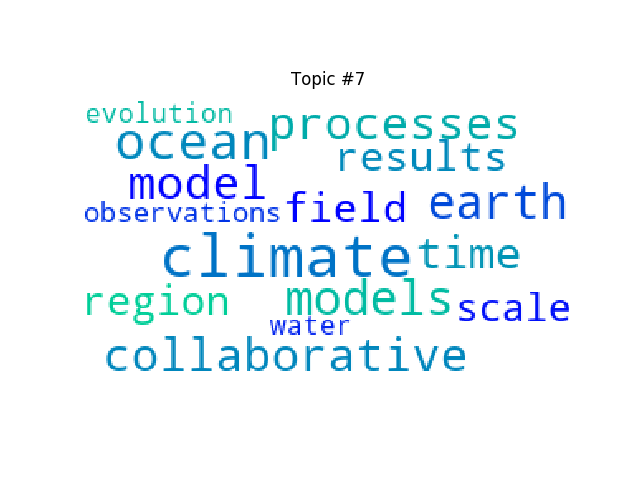 Topic #7
evolution
processes
ocean
results
model
earth
observations
field
climate
time
region
models
scale
water
collaborative